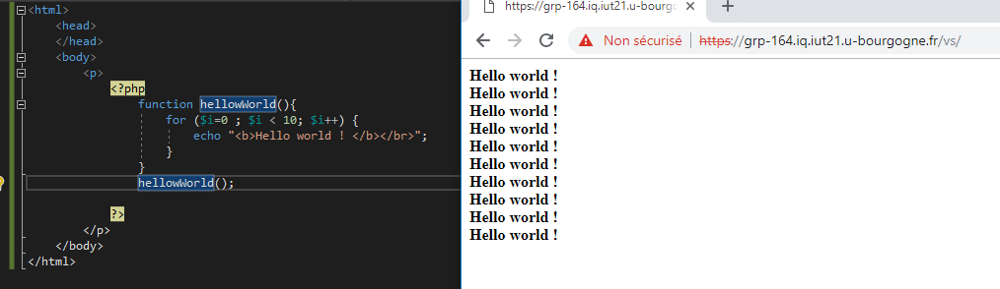 <html>
<head>
</head>
<body>
<p>
<?php
function hellowWorld(){
for ($i=0 ; $i < 10; $i++) {
echo "<b>Hello world ! </b></br>";
}
}
hellowWorld();
?>
</p>
</body>
</html>
https://grp-164.iq.iut21.u-bourgo
Non sécurisé | https://grp-164.iq.iut21.u-bourgogne.fr/vs/
Hello world !
Hello world !
Hello world !
Hello world !
Hello world !
Hello world !
Hello world !
Hello world !
Hello world !
Hello world !